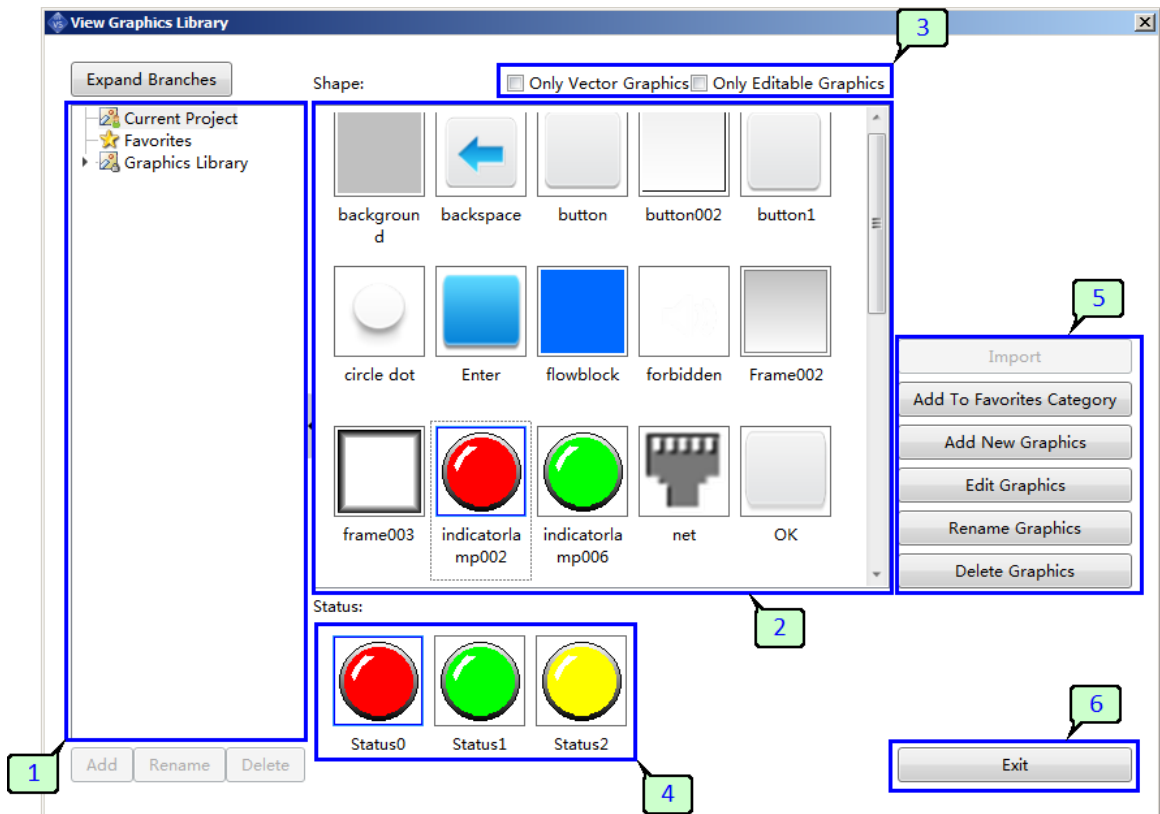 View Graphics Library
3
Expand Branches
Shape:
Only Vector Graphics Only Editable Graphics
Current Project
Favorites
Graphics Library
backgroun
d
backspace
button
button002
button1
circle dot
Enter
flowblock
forbidden
Frame002
frame003
indicatorla
mp002
indicatorla
mp006
net
OK
5
Import
Add To Favorites Category
Add New Graphics
Edit Graphics
Rename Graphics
Delete Graphics
2
Status:
Status0
Status1
Status2
4
1
Add Rename Delete
6
Exit